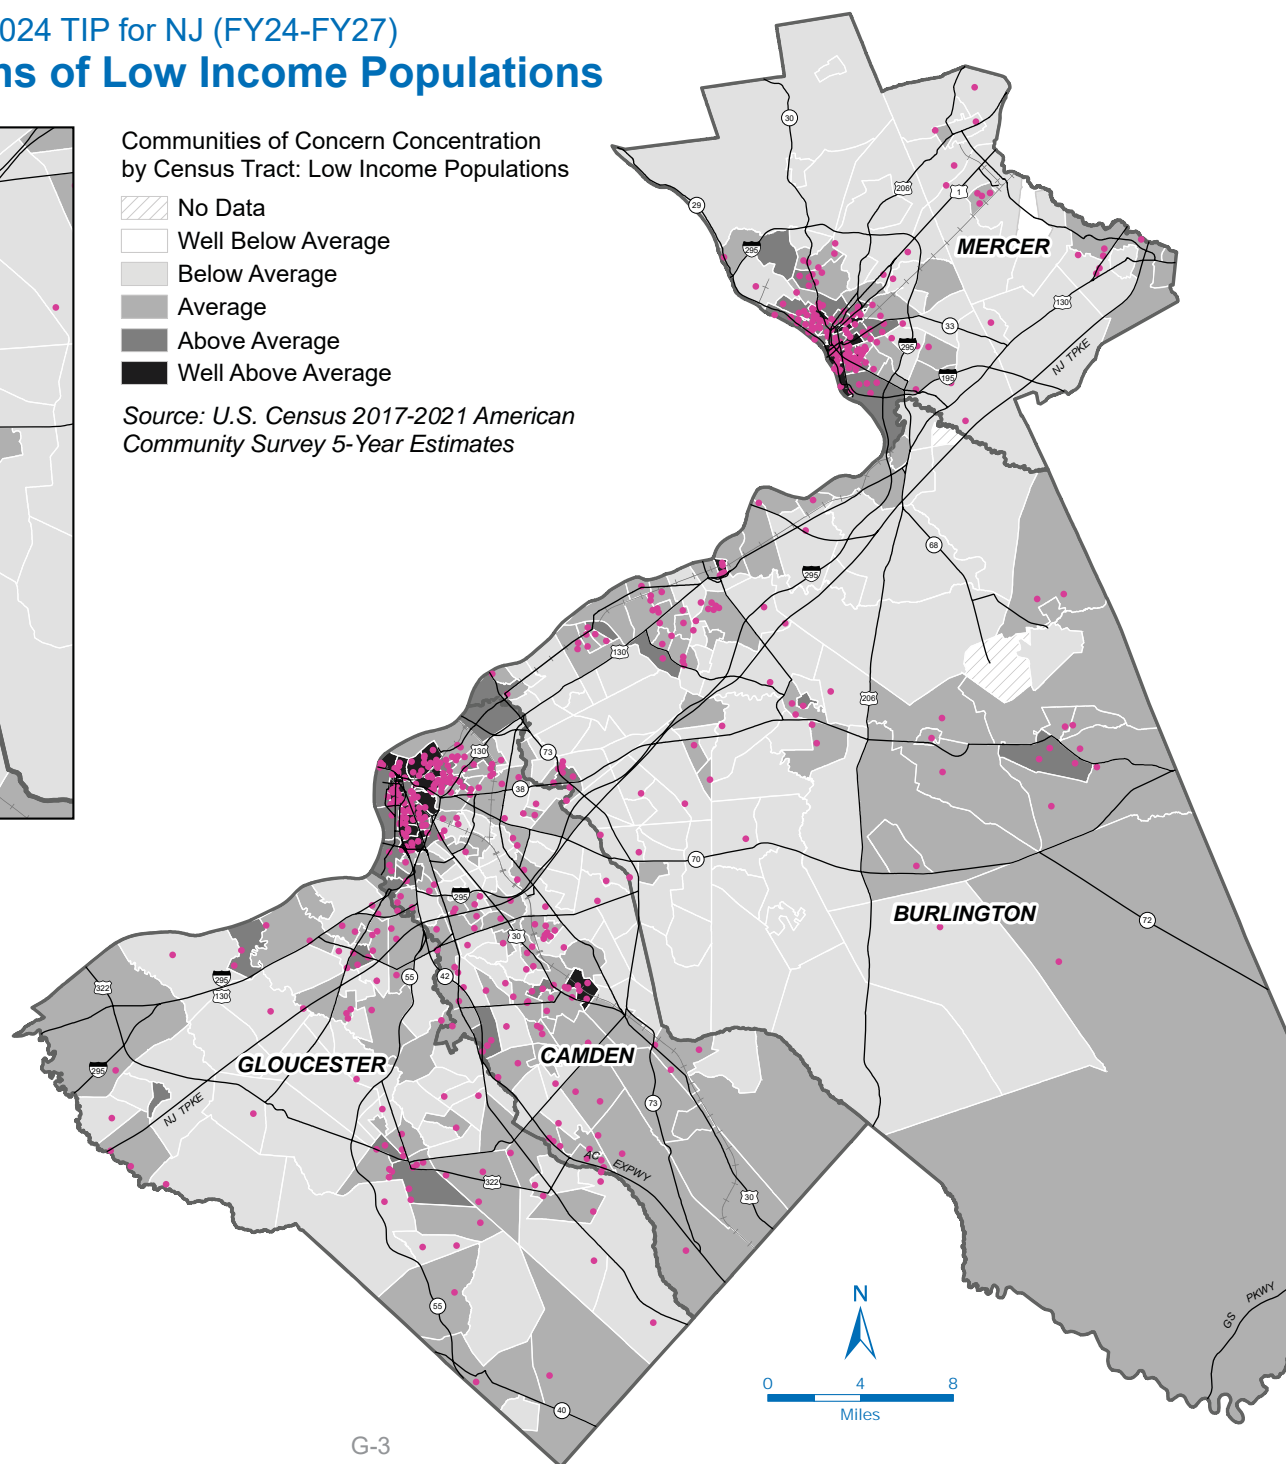 024 TIP for NJ (FY24-FY27)
ns of Low Income Populations
Communities of Concern Concentration
by Census Tract: Low Income Populations
No Data
Well Below Average
Below Average
Average
Above Average
Well Above Average
Source: U.S. Census 2017-2021 American
Community Survey 5-Year Estimates
30
206
1
29
295
MERCER
130
33
295
NJ TPKE
195
68
295
130
206
130
73
38
70
295
BURLINGTON
72
30
55
42
295
130
322
GLOUCESTER
CAMDEN
295
NJ TPKE
73
AC EXPWY
322
30
55
40
GS PKWY
N
0 4 8
Miles
G-3